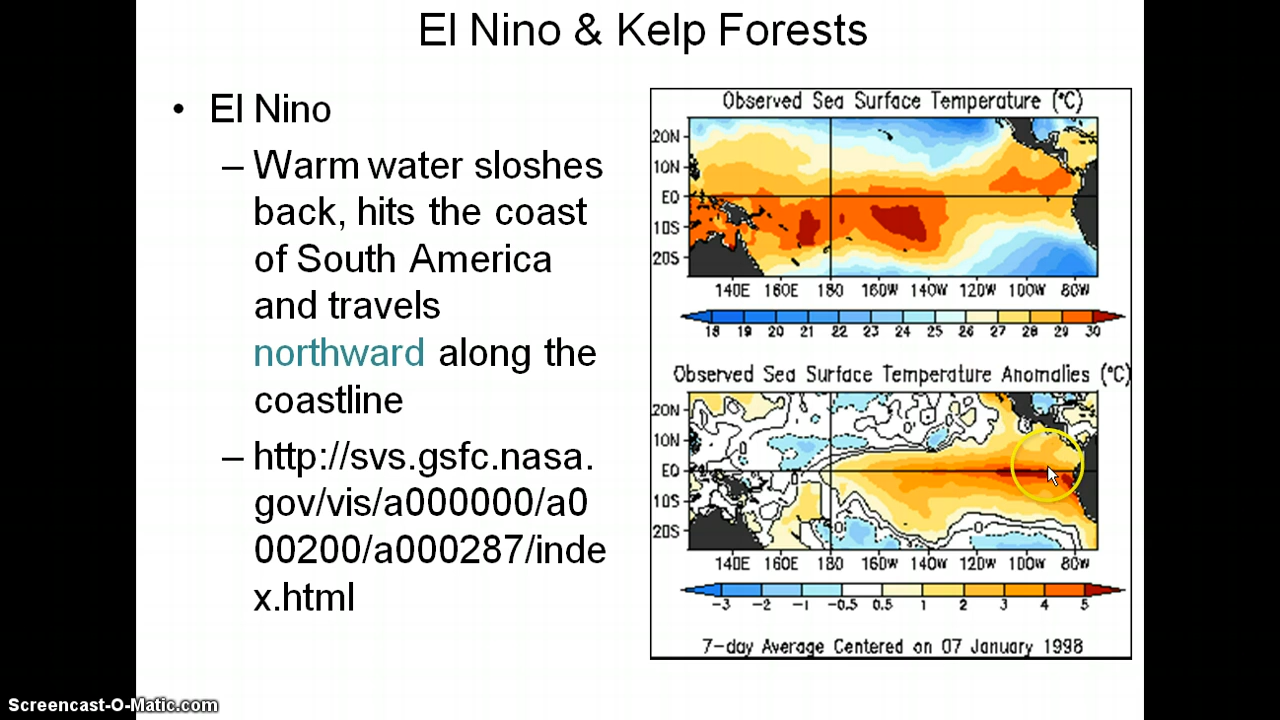 El Nino & Kelp Forests
• El Nino
– Warm water sloshes
back, hits the coast
of South America
and travels
northward along the
coastline
– http://svs.gsfc.nasa.
gov/vis/a000000/a0
00200/a000287/inde
x.html
Observed Sea Surface Temperature (°C)
20N
10N
EQ
10S
20S
140E 160E 180 160W 140W 120W 100W 80W
18 19 20 21 22 23 24 25 26 27 28 29 30
Observed Sea Surface Temperature Anomalies (°C)
20N
10N
EQ
10S
20S
0 0
140E 160E 180 160W 140W 120W 100W 80W
-3 -2 -1 -0.5 0.5 1 2 3 4 5
7-day Average Centered on 07 January 1998
Screencast-O-Matic.com